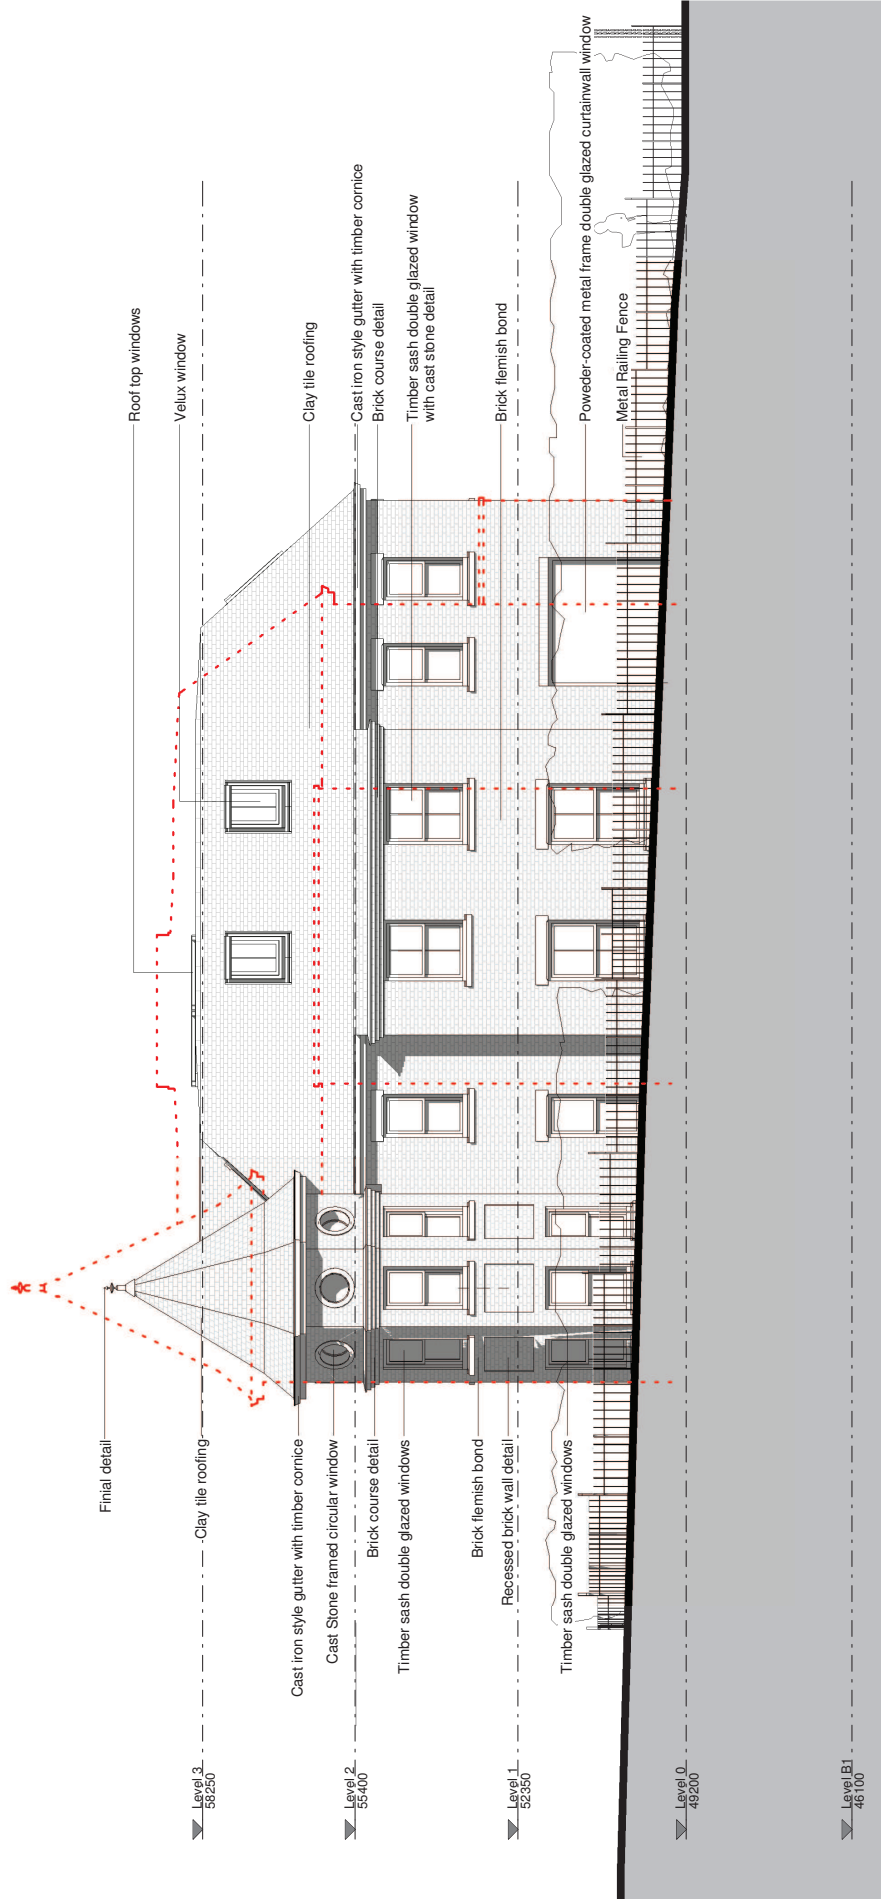 Roof top windows
Velux window
Clay tile roofing
Cast iron style gutter with timber cornice
Brick course detail
Timber sash double glazed window
with cast stone detail
Brick flemish bond
Poweder-coated metal frame double glazed curtainwall window
Metal Railing Fence
Finial detail
Clay tile roofing
Cast iron style gutter with timber cornice
Cast Stone framed circular window
Brick course detail
Timber sash double glazed windows
Brick flemish bond
Recessed brick wall detail
Timber sash double glazed windows
Level 3
58250
Level 2
55400
Level 1
52350
Level 0
49200
Level B1
46100